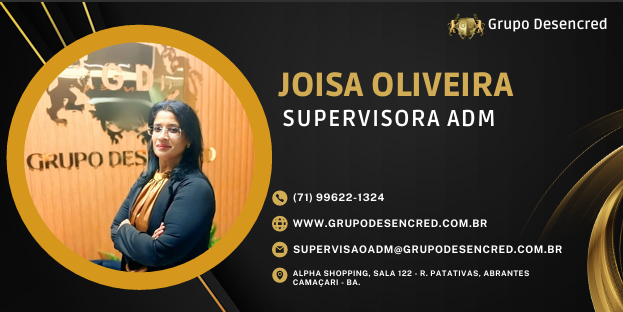 Grupo Desencred
GD
GRUPO DES D
JOISA OLIVEIRA
SUPERVISORA ADM
(71) 99622-1324
WWW.GRUPODESENCRED.COM.BR
SUPERVISAOADM@GRUPODESENCRED.COM.BR
ALPHA SHOPPING, SALA 122 - R. PATATIVAS, ABRANTES
CAMAÇARI - BA.